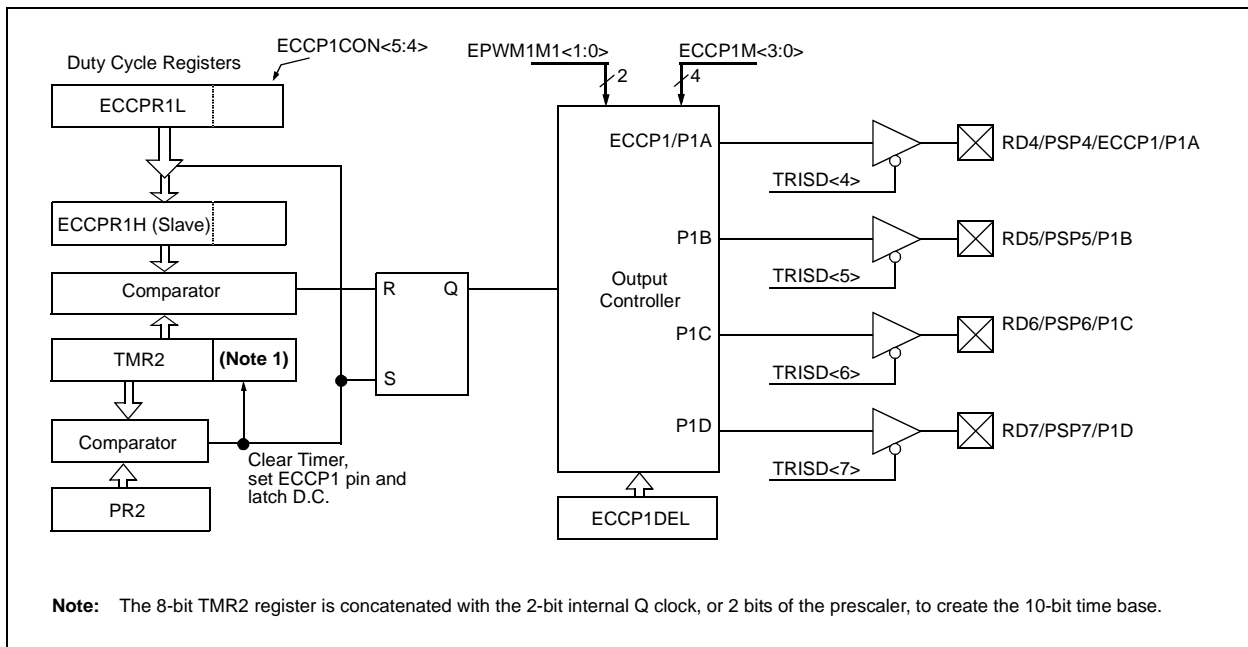 ECCP1CON<5:4>
Duty Cycle Registers
ECCPR1L
ECCPR1H (Slave)
Comparator
TMR2
(Note 1)
Comparator
PR2
Clear Timer,
set ECCP1 pin and
latch D.C.
R
Q
S
EPWM1M1<1:0>
2
ECCP1M<3:0>
4
ECCP1/P1A
P1B
Output
Controller
P1C
P1D
ECCP1DEL
TRISD<4>
RD4/PSP4/ECCP1/P1A
TRISD<5>
RD5/PSP5/P1B
TRISD<6>
RD6/PSP6/P1C
TRISD<7>
RD7/PSP7/P1D
Note: The 8-bit TMR2 register is concatenated with the 2-bit internal Q clock, or 2 bits of the prescaler, to create the 10-bit time base.